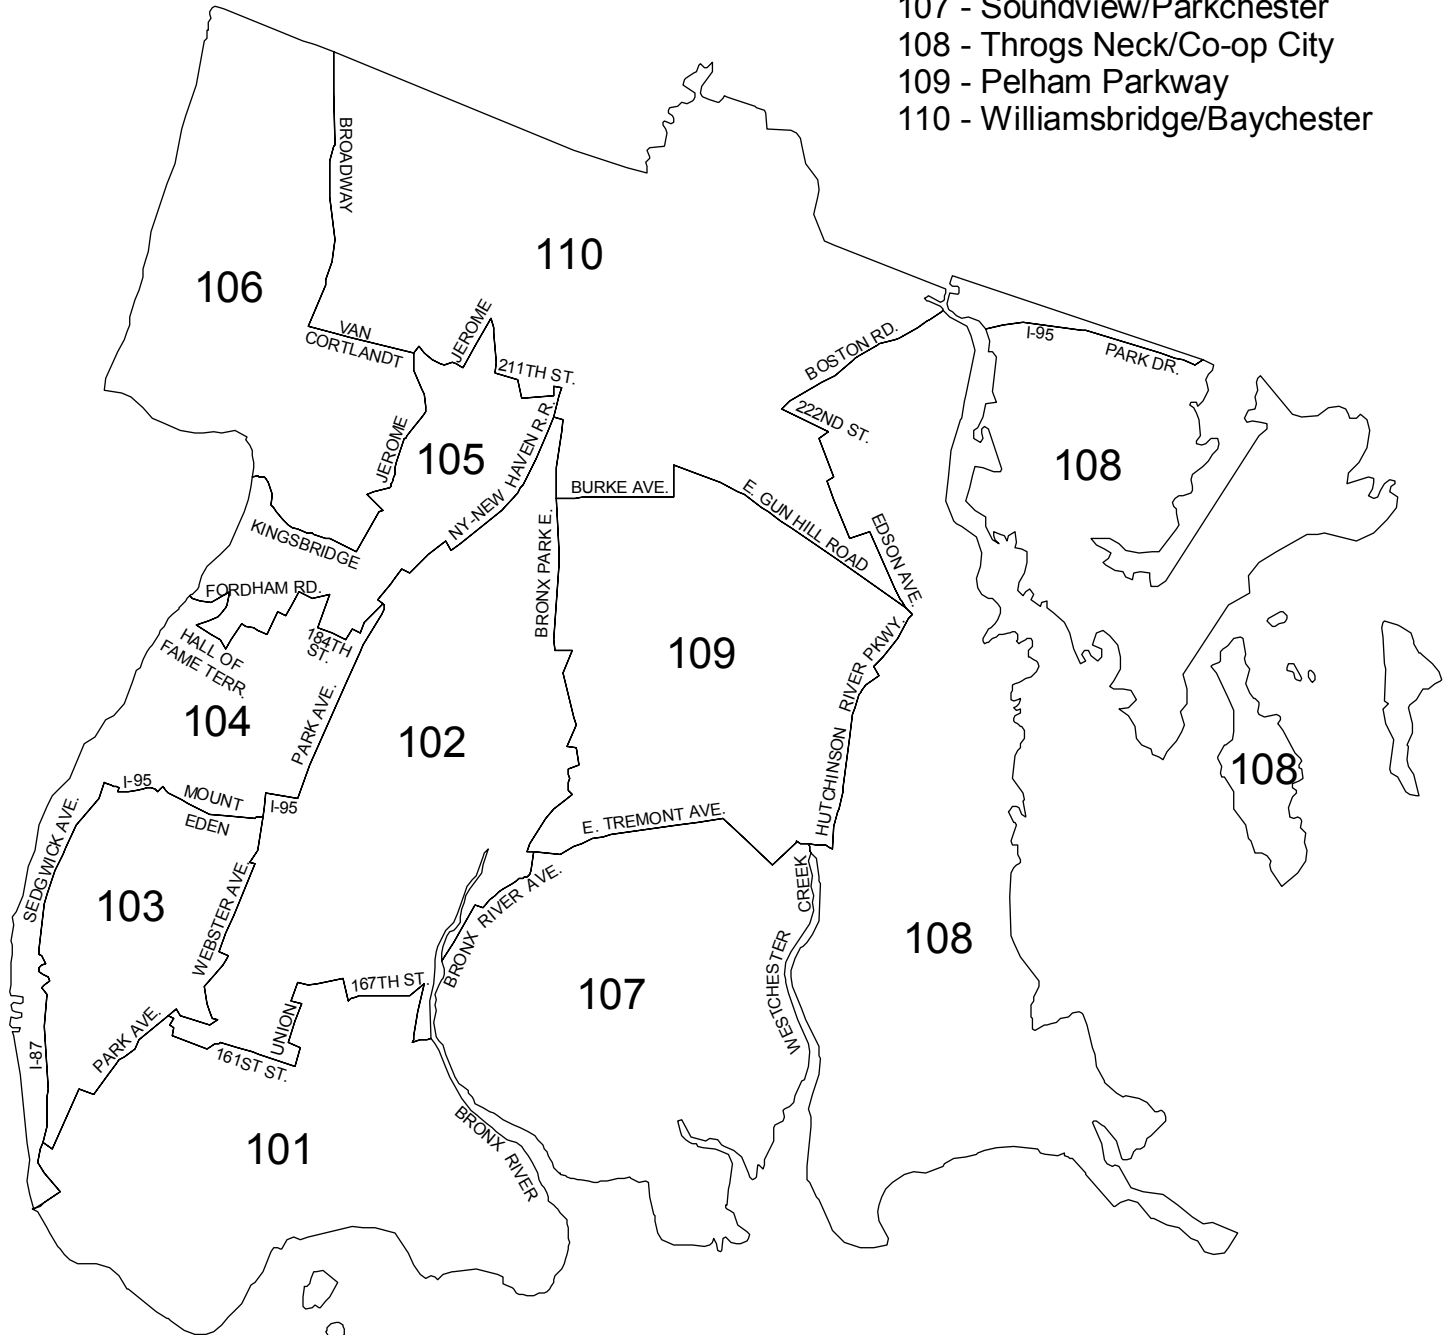 107 - Soundview/Parkchester
108 - Throgs Neck/Co-op City
109 - Pelham Parkway
110 - Williamsbridge/Baychester
BROADWAY
110
106
VAN
CORTLANDT
JEROME
211TH ST.
BOSTON RD.
I-95
PARK DR.
222ND ST.
JEROME
105
NY-NEW HAVEN R.R.
108
BURKE AVE.
E. GUN HILL ROAD
KINGSBRIDGE
BRONX PARK E.
EDSON AVE.
FORDHAM RD.
HALL OF
FAME TERR.
184TH
ST.
109
HUTCHINSON RIVER PKWY.
104
PARK AVE.
102
108
I-95
MOUNT
EDEN
I-95
E. TREMONT AVE.
SEDGWICK AVE.
103
WEBSTER AVE.
BRONX RIVER AVE.
WESTCHESTER CREEK
108
107
167TH ST.
UNION
PARK AVE.
161ST ST.
I-87
101
BRONX RIVER